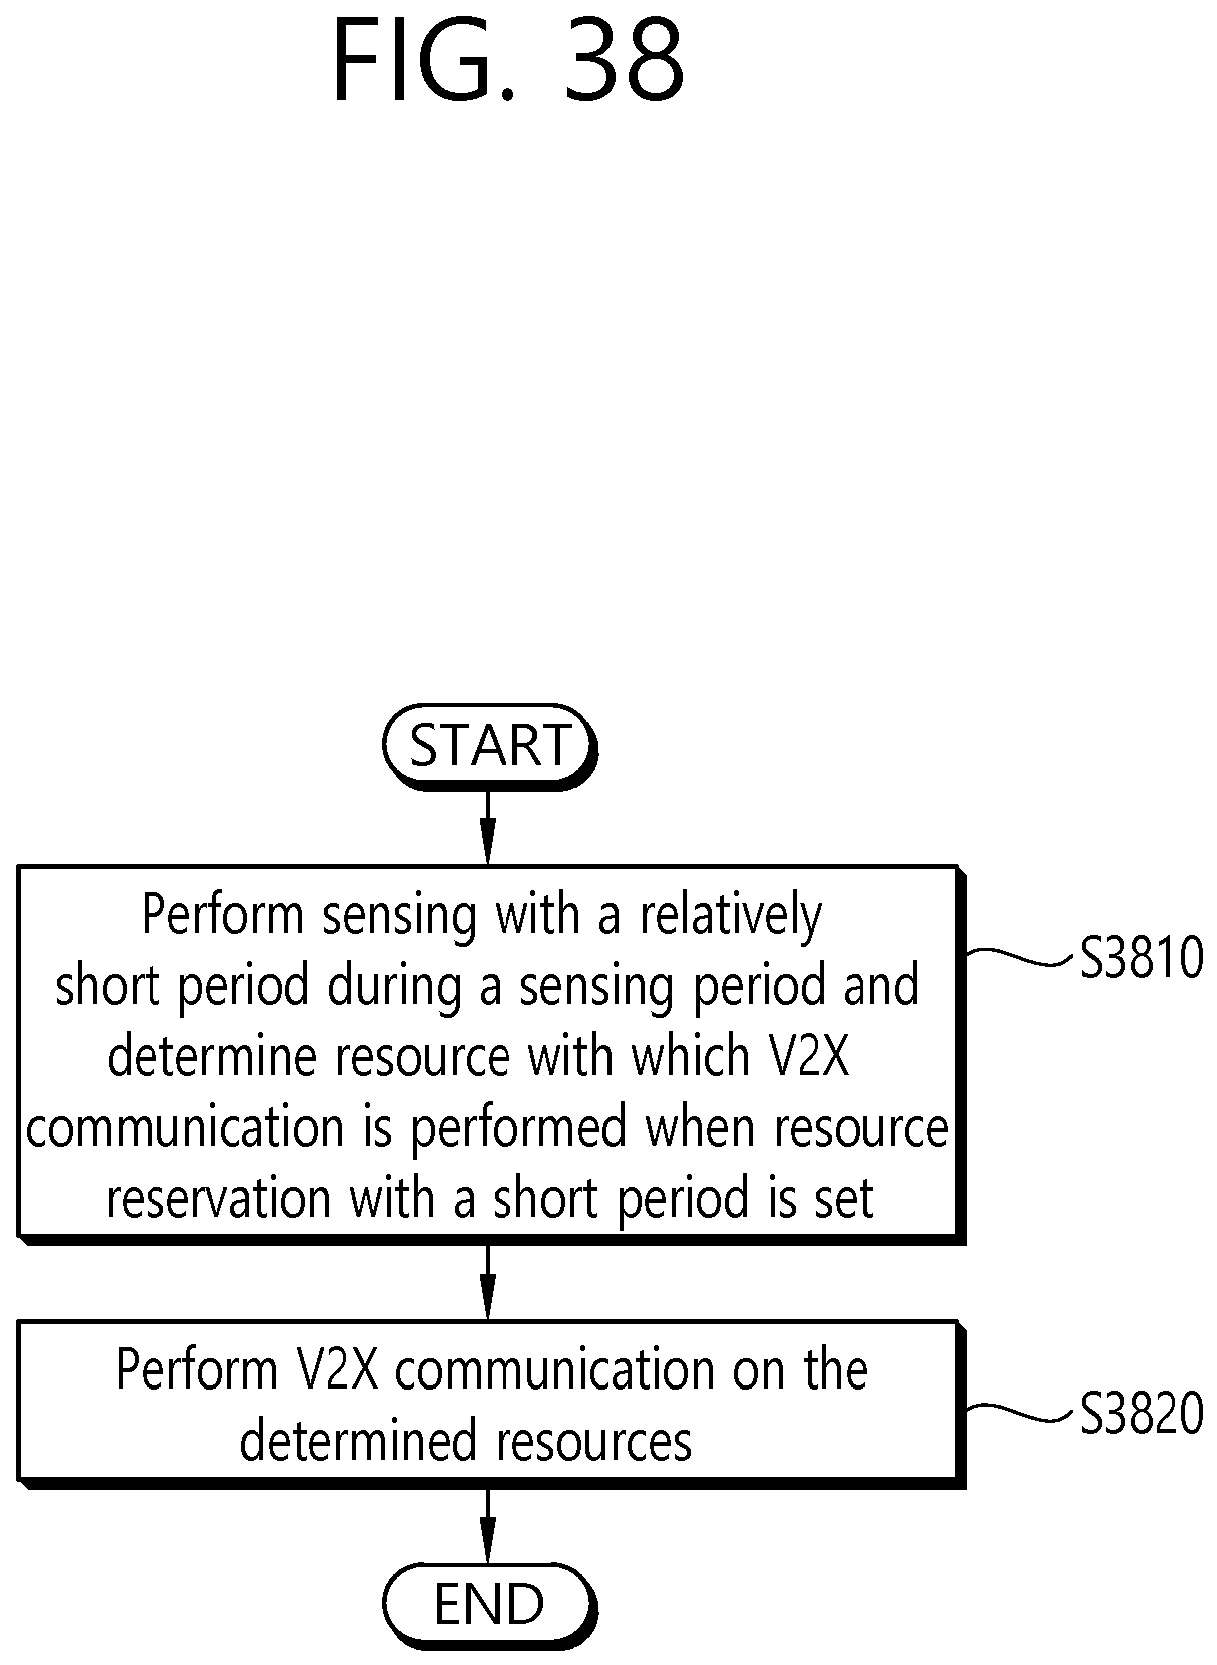 FIG. 38
START
Perform sensing with a relatively
short period during a sensing period and
determine resource with which V2X
communication is performed when resource
reservation with a short period is set
S3810
Perform V2X communication on the
determined resources
S3820
END